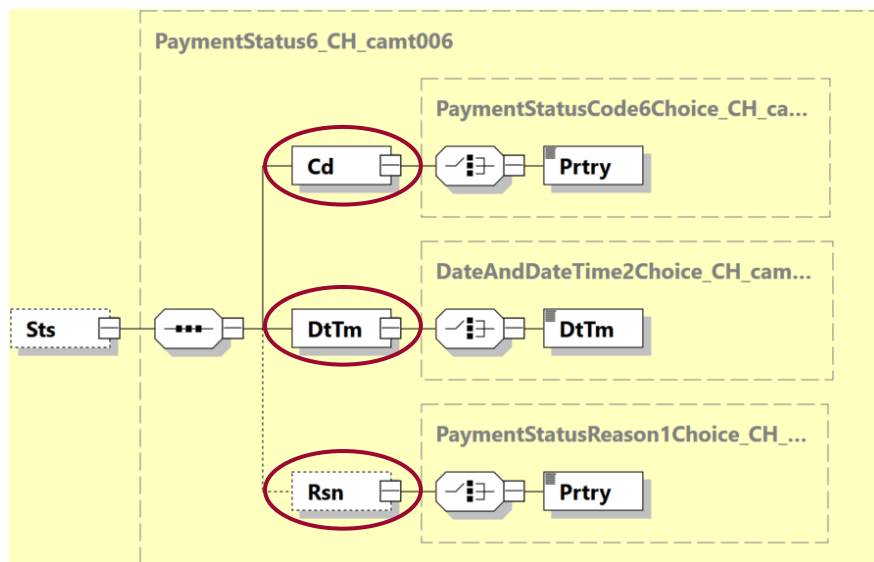 PaymentStatus6_CH_camt006
PaymentStatusCode6Choice_CH_ca...
Cd
Prtry
DateAndDateTime2Choice_CH_cam...
Sts
DtTm
DtTm
PaymentStatusReason1Choice_CH_...
Rsn
Prtry